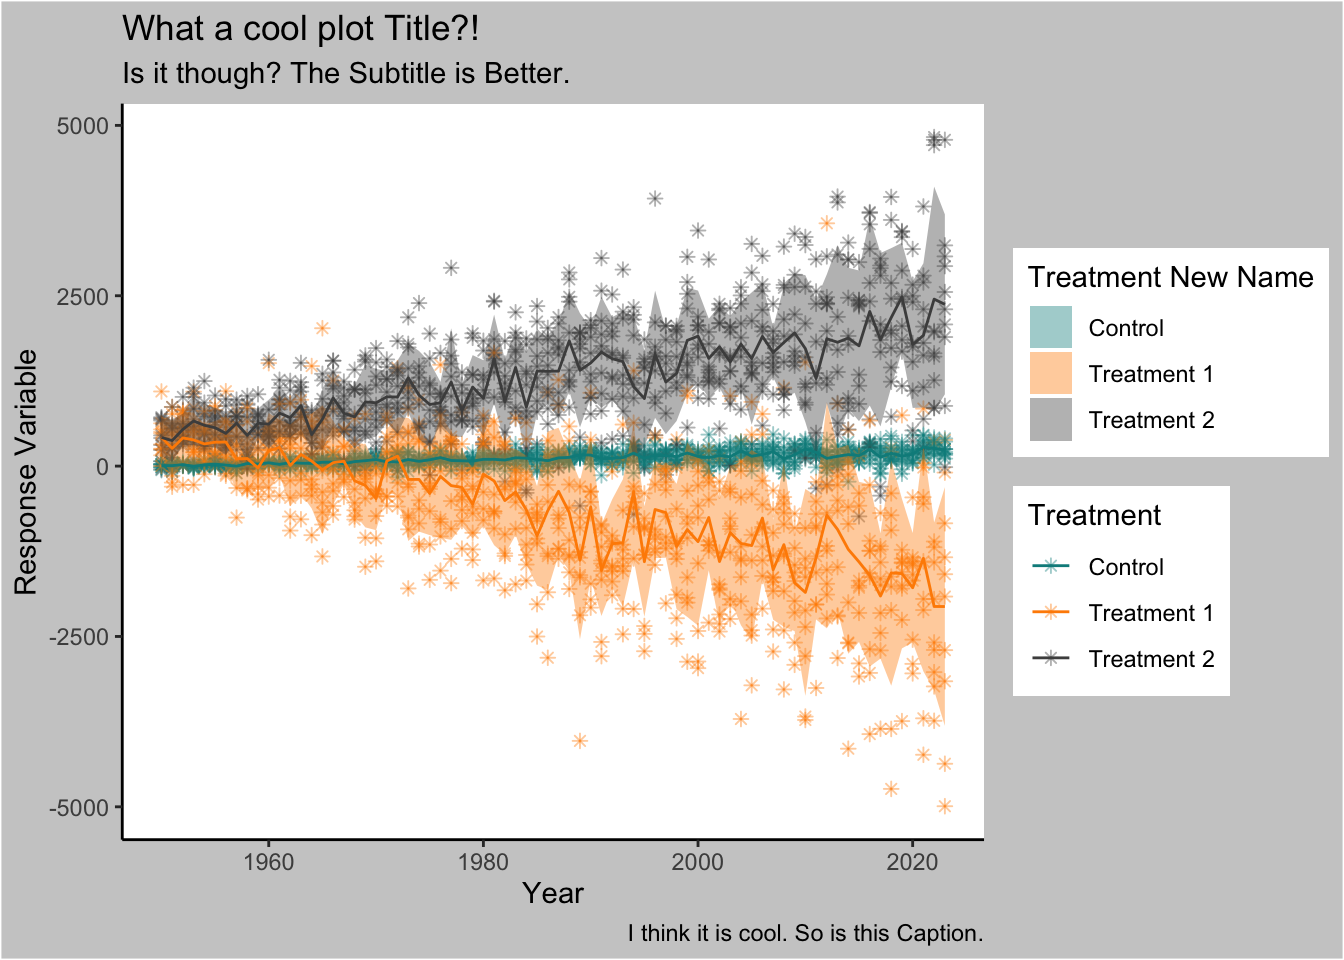 What a cool plot Title?!
Is it though? The Subtitle is Better.
Response Variable
5000
2500
0
-2500
-5000
1960
1980
2000
2020
Year
I think it is cool. So is this Caption.
Treatment New Name
Control
Treatment 1
Treatment 2
Treatment
Control
Treatment 1
Treatment 2